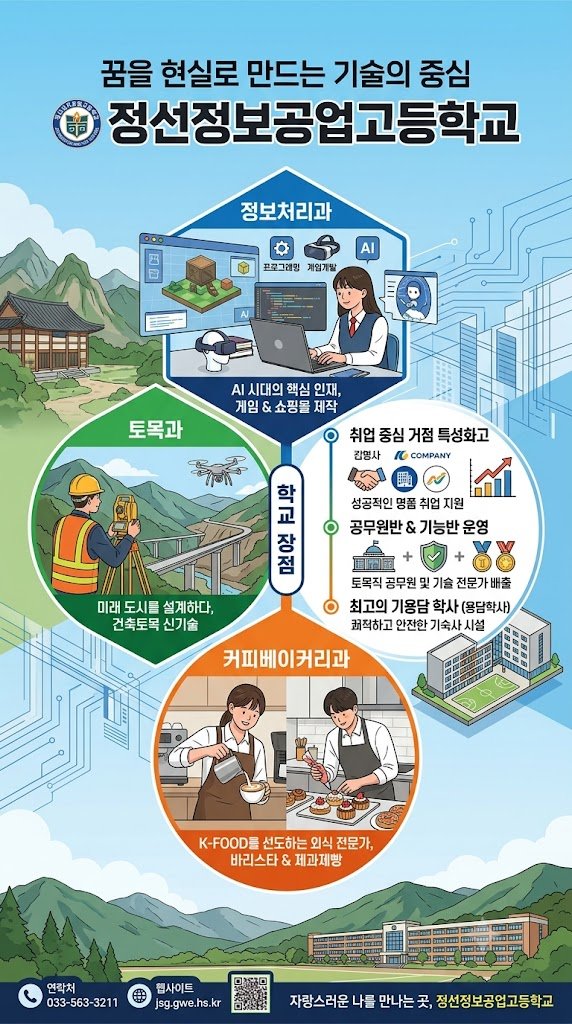 꿈을 현실로 만드는 기술의 중심
정선정보공업고등학교
정보처리과
프로그래밍
게임개발
AI
AI
AI 시대의 핵심 인재,
게임 & 쇼핑몰 제작
토목과
미래 도시를 설계하다,
건축토목 신기술
학교 장점
취업 중심 거점 특성화고
COMPANY
성공적인 명품 취업 지원
공무원반 & 기능반 운영
토목직 공무원 및 기술 전문가 배출
최고의 기용담 학사 (용담학사)
쾌적하고 안전한 기숙사 시설
커피베이커리과
K-FOOD를 선도하는 외식 전문가,
바리스타 & 제과제빵
연락처
033-563-3211
웹사이트
jsg.gwe.hs.kr
자랑스러운 나를 만나는 곳, 정선정보공업고등학교